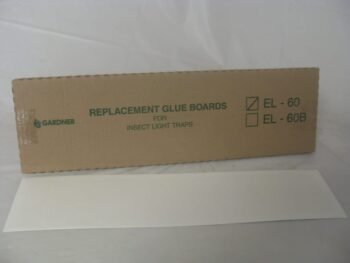 GARDNER
REPLACEMENT GLUE BOARDS
FOR
INSECT LIGHT TRAPS
EL - 60
EL - 60B